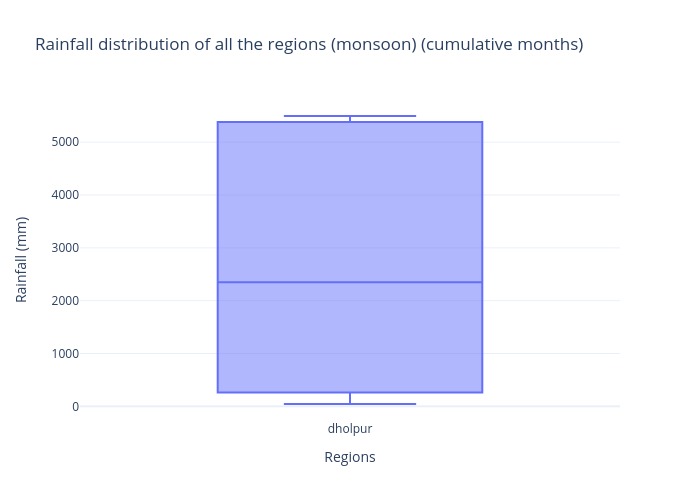 Rainfall distribution of all the regions (monsoon) (cumulative months)
5000
4000
3000
2000
1000
0
Rainfall (mm)
dholpur
Regions